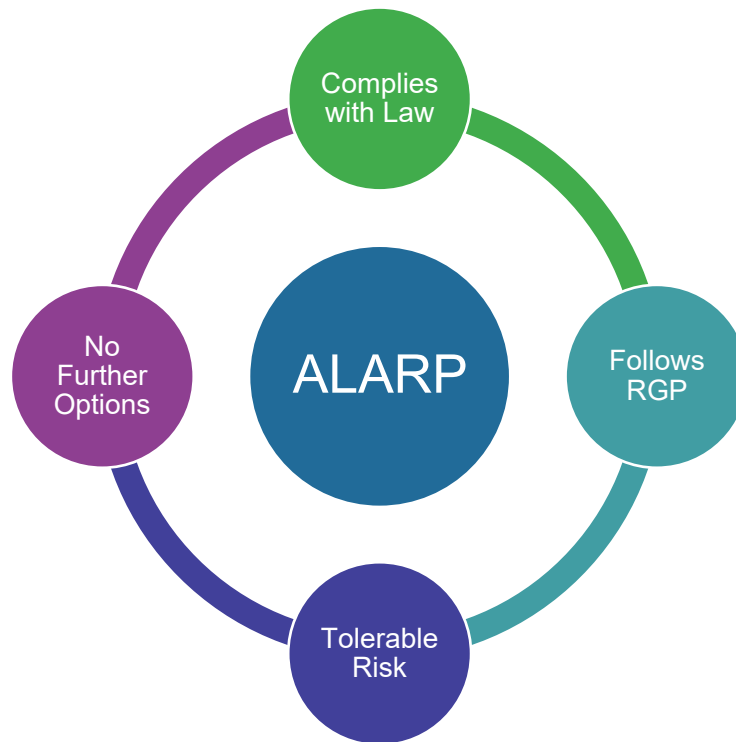 Complies
with Law
No
Further
Options
ALARP
Follows
RGP
Tolerable
Risk